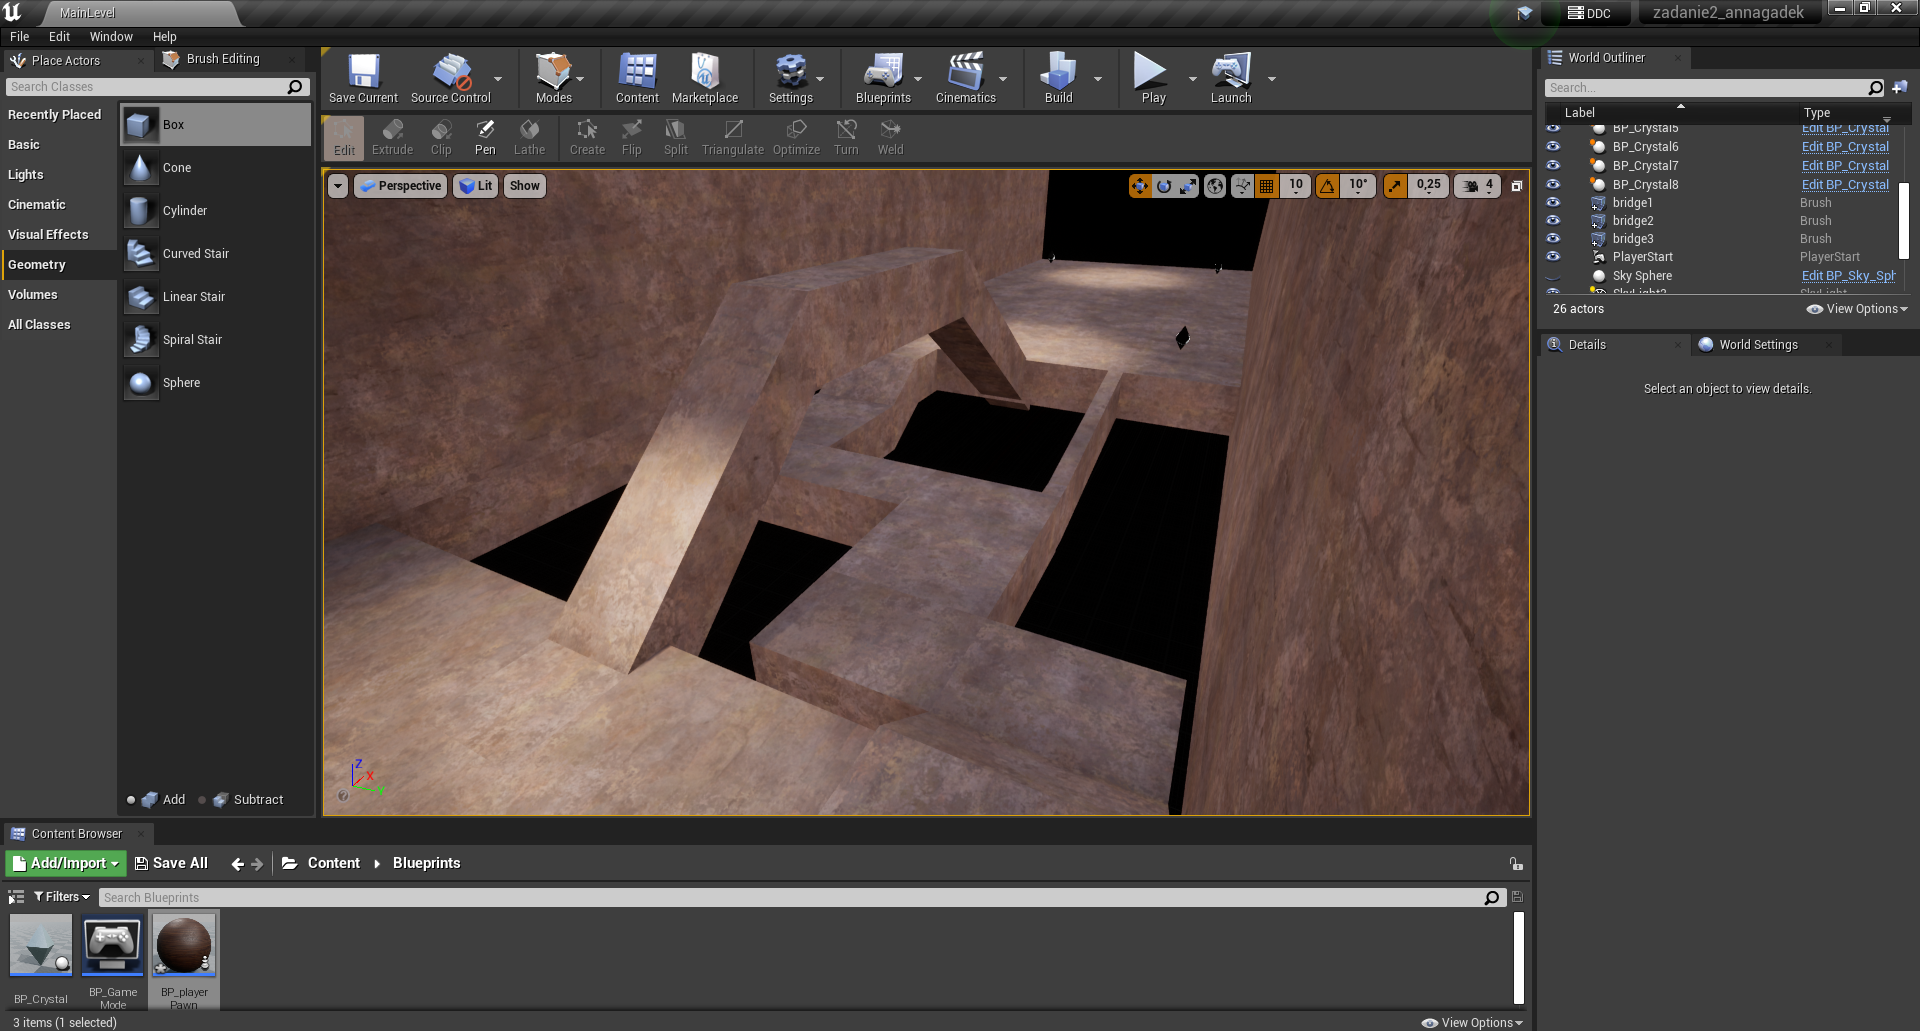 MainLevel
DDC
zadanie2_annagadek
File Edit Window Help
Place Actors
Brush Editing
Search Classes
Recently Placed
Basic
Lights
Cinematic
Visual Effects
Geometry
Volumes
All Classes
Box
Cone
Cylinder
Curved Stair
Linear Stair
Spiral Stair
Sphere
Add
Subtract
Save Current
Source Control
Modes
Content
Marketplace
Settings
Blueprints
Cinematics
Build
Play
Launch
Edit
Extrude
Clip
Pen
Lathe
Create
Flip
Split
Triangulate
Optimize
Turn
Weld
Perspective
Lit
Show
10
10°
0,25
4
Z
X
Y
World Outliner
Search...
Label Type
BP_Crystal5 Edit BP_Crystal
BP_Crystal6 Edit BP_Crystal
BP_Crystal7 Edit BP_Crystal
BP_Crystal8 Edit BP_Crystal
bridge1 Brush
bridge2 Brush
bridge3 Brush
PlayerStart PlayerStart
Sky Sphere Edit BP_Sky_Sph
SkyLight2 SkyLight
26 actors
View Options
Details
World Settings
Select an object to view details.
Content Browser
Add/Import
Save All
Content
Blueprints
Filters
Search Blueprints
BP_Crystal
BP_Game
Mode
BP_player
Pawn
3 items (1 selected)
View Options